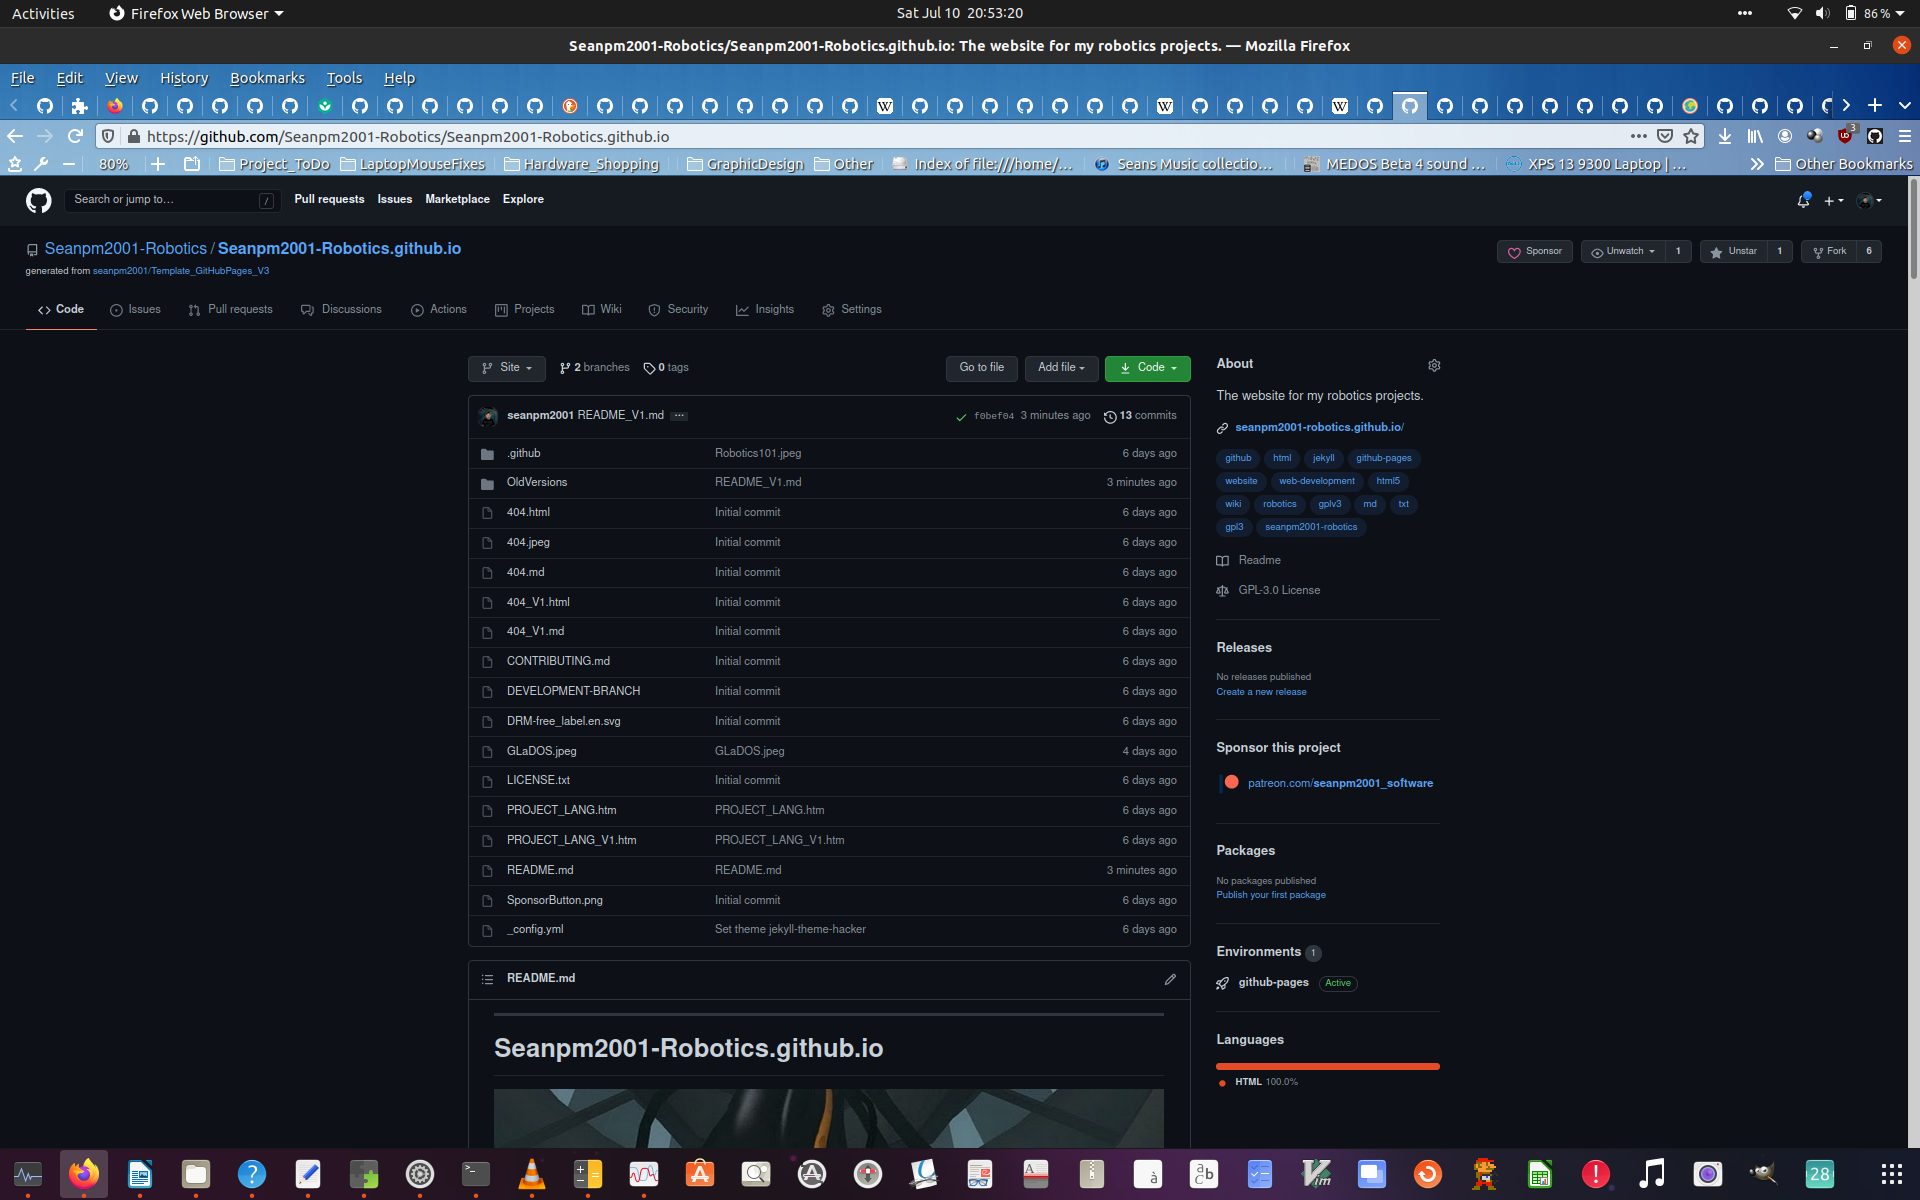 Activities Firefox Web Browser Sat Jul 10 20:53:20 86 %
Seanpm2001-Robotics/Seanpm2001-Robotics.github.io: The website for my robotics projects. — Mozilla Firefox
File Edit View History Bookmarks Tools Help
https://github.com/Seanpm2001-Robotics/Seanpm2001-Robotics.github.io 3
80% Project_ToDo LaptopMouseFixes Hardware_Shopping GraphicDesign Other Index of file:///home/... Seans Music collectio... MEDOS Beta 4 sound ... XPS 13 9300 Laptop | ... Other Bookmarks
Search or jump to... / Pull requests Issues Marketplace Explore
Seanpm2001-Robotics / Seanpm2001-Robotics.github.io Sponsor Unwatch 1 Unstar 1 Fork 6
generated from seanpm2001/Template_GitHubPages_V3
Code Issues Pull requests Discussions Actions Projects Wiki Security Insights Settings
Site 2 branches 0 tags Go to file Add file Code
seanpm2001 README_V1.md ... f0bef04 3 minutes ago 13 commits
.github Robotics101.jpeg 6 days ago
OldVersions README_V1.md 3 minutes ago
404.html Initial commit 6 days ago
404.jpeg Initial commit 6 days ago
404.md Initial commit 6 days ago
404_V1.html Initial commit 6 days ago
404_V1.md Initial commit 6 days ago
CONTRIBUTING.md Initial commit 6 days ago
DEVELOPMENT-BRANCH Initial commit 6 days ago
DRM-free_label.en.svg Initial commit 6 days ago
GLaDOS.jpeg GLaDOS.jpeg 4 days ago
LICENSE.txt Initial commit 6 days ago
PROJECT_LANG.htm PROJECT_LANG.htm 6 days ago
PROJECT_LANG_V1.htm PROJECT_LANG_V1.htm 6 days ago
README.md README.md 3 minutes ago
SponsorButton.png Initial commit 6 days ago
_config.yml Set theme jekyll-theme-hacker 6 days ago
README.md
Seanpm2001-Robotics.github.io
About
The website for my robotics projects.
seanpm2001-robotics.github.io/
github html jekyll github-pages
website web-development html5
wiki robotics gplv3 md txt
gpl3 seanpm2001-robotics
Readme
GPL-3.0 License
Releases
No releases published
Create a new release
Sponsor this project
patreon.com/seanpm2001_software
Packages
No packages published
Publish your first package
Environments 1
github-pages Active
Languages
HTML 100.0%
28